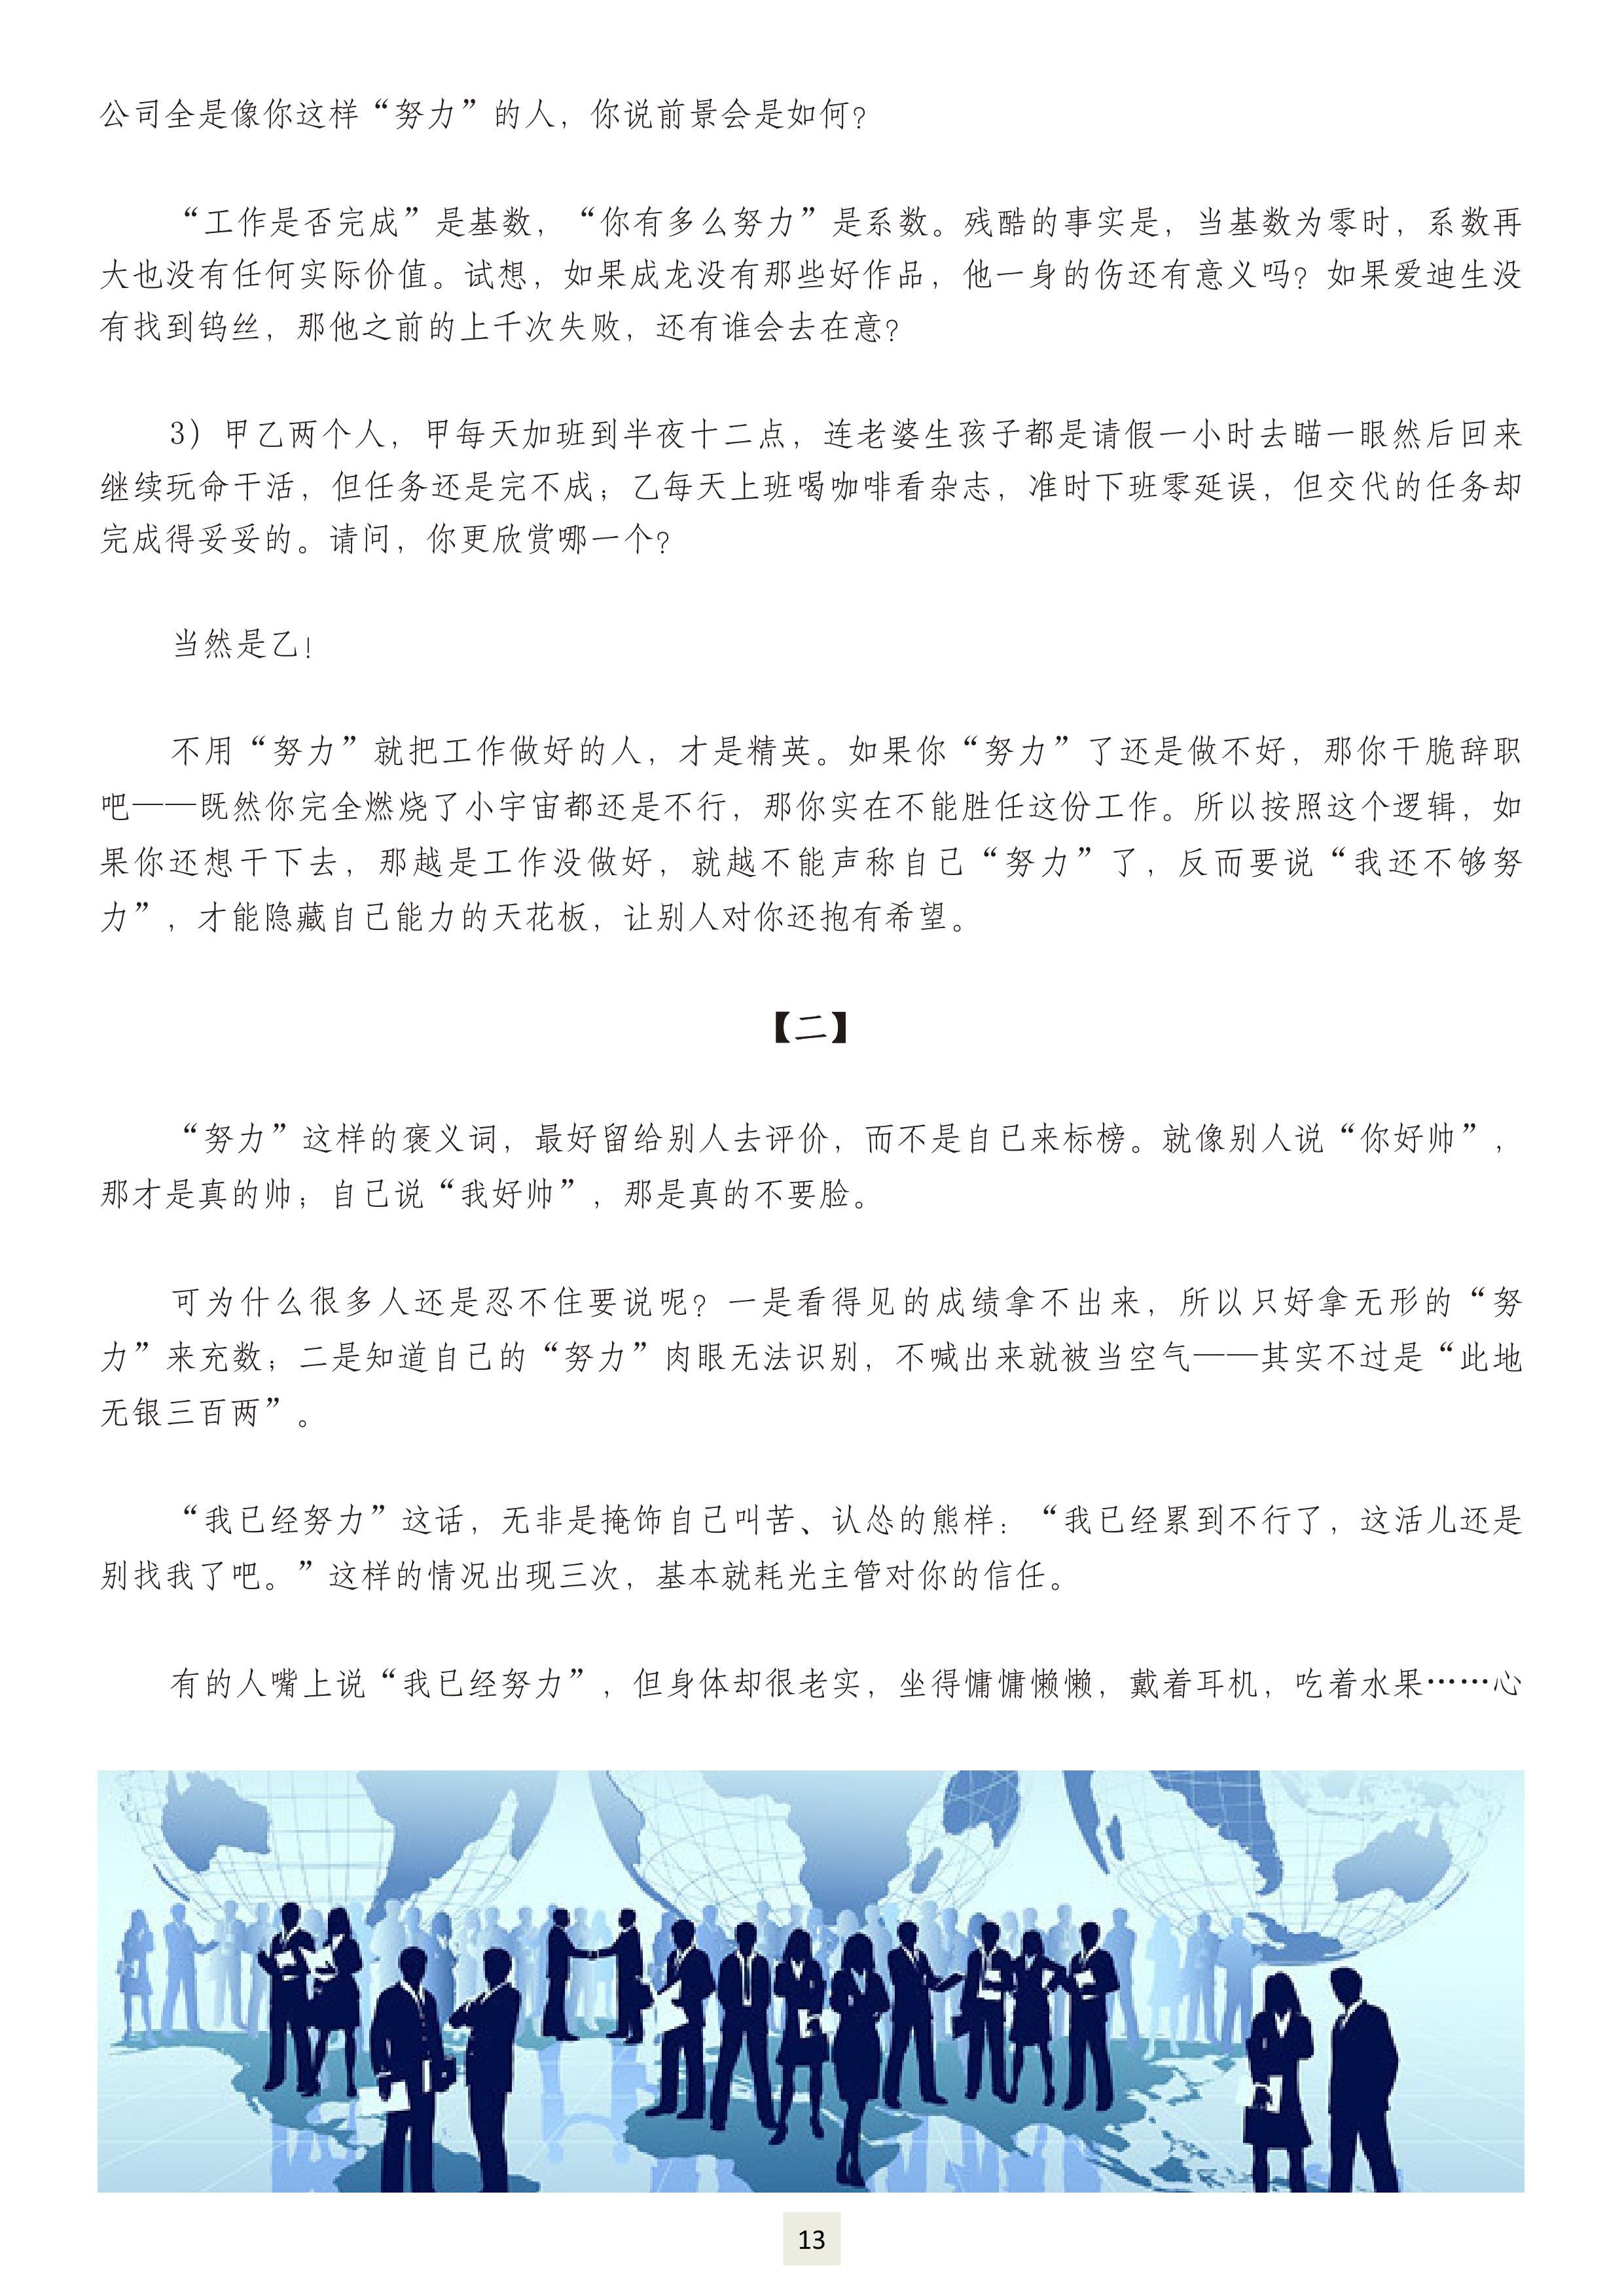 公司全是像你这样“努力”的人，你说前景会是如何？
“工作是否完成”是基数，“你有多么努力”是系数。残酷的事实是，当基数为零时，系数再
大也没有任何实际价值。试想，如果成龙没有那些好作品，他一身的伤还有意义吗？如果爱迪生没
有找到钨丝，那他之前的上千次失败，还有谁会去在意？
3）甲乙两个人，甲每天加班到半夜十二点，连老婆生孩子都是请假一小时去瞄一眼然后回来
继续玩命干活，但任务还是完不成；乙每天上班喝咖啡看杂志，准时下班零延误，但交代的任务却
完成得妥妥的。请问，你更欣赏哪一个？
当然是乙！
不用“努力”就把工作做好的人，才是精英。如果你“努力”了还是做不好，那你干脆辞职
吧——既然你完全燃烧了小宇宙都还是不行，那你实在不能胜任这份工作。所以按照这个逻辑，如
果你还想干下去，那越是工作没做好，就越不能声称自己“努力”了，反而要说“我还不够努
力”，才能隐藏自己能力的天花板，让别人对你还抱有希望。
【二】
“努力”这样的褒义词，最好留给别人去评价，而不是自已来标榜。就像别人说“你好帅”，
那才是真的帅；自己说“我好帅”，那是真的不要脸。
可为什么很多人还是忍不住要说呢？一是看得见的成绩拿不出来，所以只好拿无形的“努
力”来充数；二是知道自己的“努力”肉眼无法识别，不喊出来就被当空气——其实不过是“此地
无银三百两”。
“我已经努力”这话，无非是掩饰自己叫苦、认怂的熊样：“我已经累到不行了，这活儿还是
别找我了吧。”这样的情况出现三次，基本就耗光主管对你的信任。
有的人嘴上说“我已经努力”，但身体却很老实，坐得慵慵懒懒，戴着耳机，吃着水果……心
13